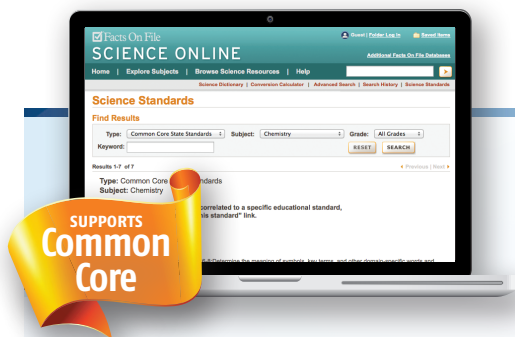 Facts On File
Guest | Folder Log In Saved Items
SCIENCE ONLINE
Additional Facts On File Databases
Home | Explore Subjects | Browse Science Resources | Help
Science Dictionary | Conversion Calculator | Advanced Search | Search History | Science Standards
Science Standards
Find Results
Type: Common Core State Standards Subject: Chemistry Grade: All Grades
Keyword: RESET SEARCH
Results 1-7 of 7 Previous | Next
Type: Common Core ndards
Subject: Chemistry
correlated to a specific educational standard,
his standard" link.
Determine the meaning of symbols, key terms, and other domain-specific words and
SUPPORTS
Common
Core